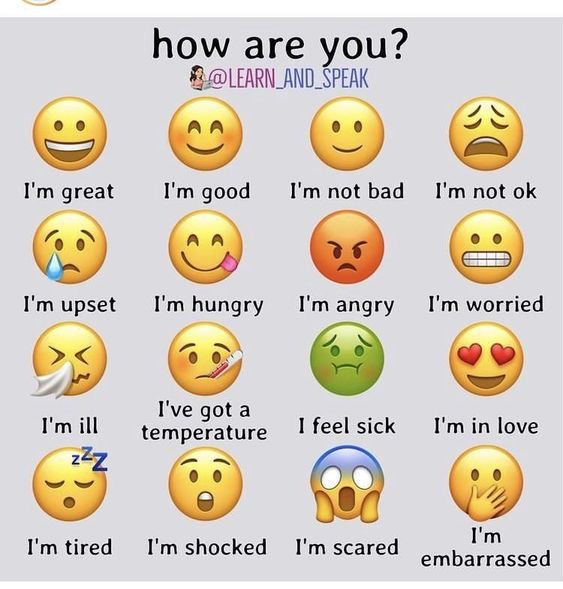 how are you?
@LEARN_AND_SPEAK
I'm great
I'm good
I'm not bad
I'm not ok
I'm upset
I'm hungry
I'm angry
I'm worried
I'm ill
I've got a
temperature
I feel sick
I'm in love
zzZ
I'm tired
I'm shocked
I'm scared
I'm
embarrassed